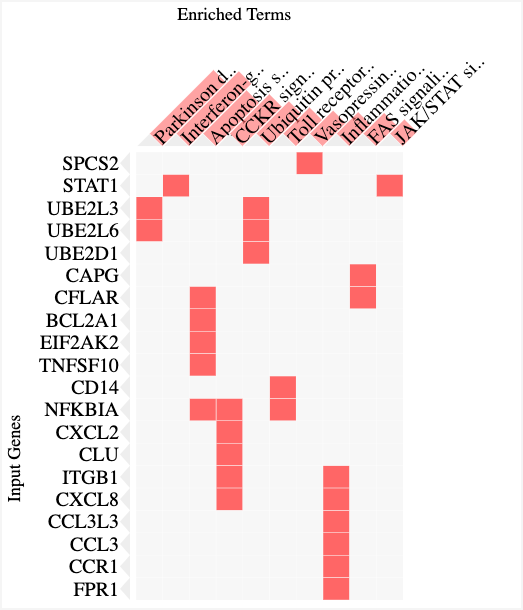 Enriched Terms
Parkinson d..
Interferon-g..
Apoptosis s..
CCKR sign..
Ubiquitin pr..
Toll receptor..
Vasopressin..
Inflammatio..
FAS signali..
JAK/STAT si..
SPCS2
STAT1
UBE2L3
UBE2L6
UBE2D1
CAPG
CFLAR
BCL2A1
EIF2AK2
TNFSF10
CD14
NFKBIA
CXCL2
CLU
ITGB1
CXCL8
CCL3L3
CCL3
CCR1
FPR1
Input Genes